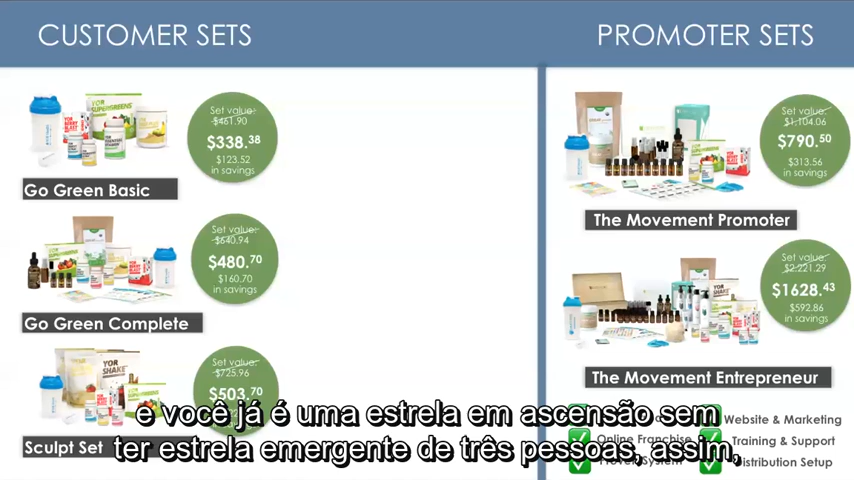 CUSTOMER SETS
PROMOTER SETS
Set value:
$461.90
$338.38
$123.52
in savings
Go Green Basic
Set value:
$640.94
$480.70
$160.70
in savings
Go Green Complete
Set value:
$725.96
$503.70
Sculpt Set
Set value:
$1,104.06
$790.50
$313.56
in savings
The Movement Promoter
Set value:
$2,221.29
$1628.43
$592.86
in savings
The Movement Entrepreneur
Website & Marketing
Online Franchise
Training & Support
Proven System
Distribution Setup
e você já é uma estrela em ascensão sem
ter estrela emergente de três pessoas, assim,